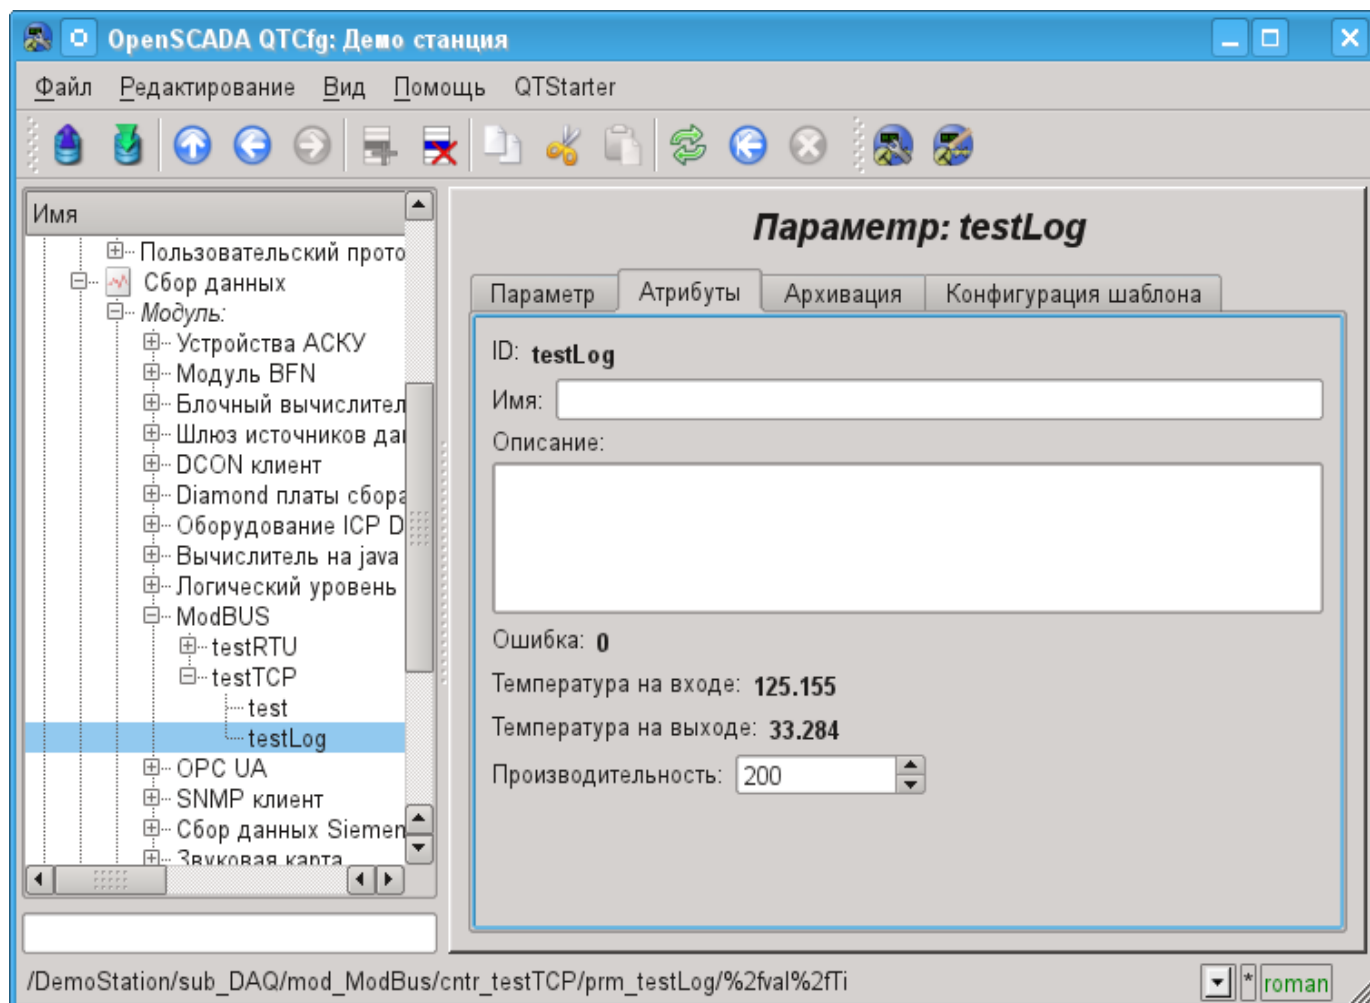 OpenSCADA QTCfg: Демо станция
Файл Редактирование Вид Помощь QTStarter
Имя
Пользовательский прото
Сбор данных
Модуль:
Устройства АСКУ
Модуль BFN
Блочный вычислител
Шлюз источников да
DCON клиент
Diamond платы сбора
Оборудование ICP D
Вычислитель на java
Логический уровень
ModBUS
testRTU
testTCP
test
testLog
OPC UA
SNMP клиент
Сбор данных Siemen
Звуковая карта
Параметр: testLog
Параметр Атрибуты Архивация Конфигурация шаблона
ID: testLog
Имя:
Описание:
Ошибка: 0
Температура на входе: 125.155
Температура на выходе: 33.284
Производительность: 200
/DemoStation/sub_DAQ/mod_ModBus/cntr_testTCP/prm_testLog/%2fval%2fTi
* roman